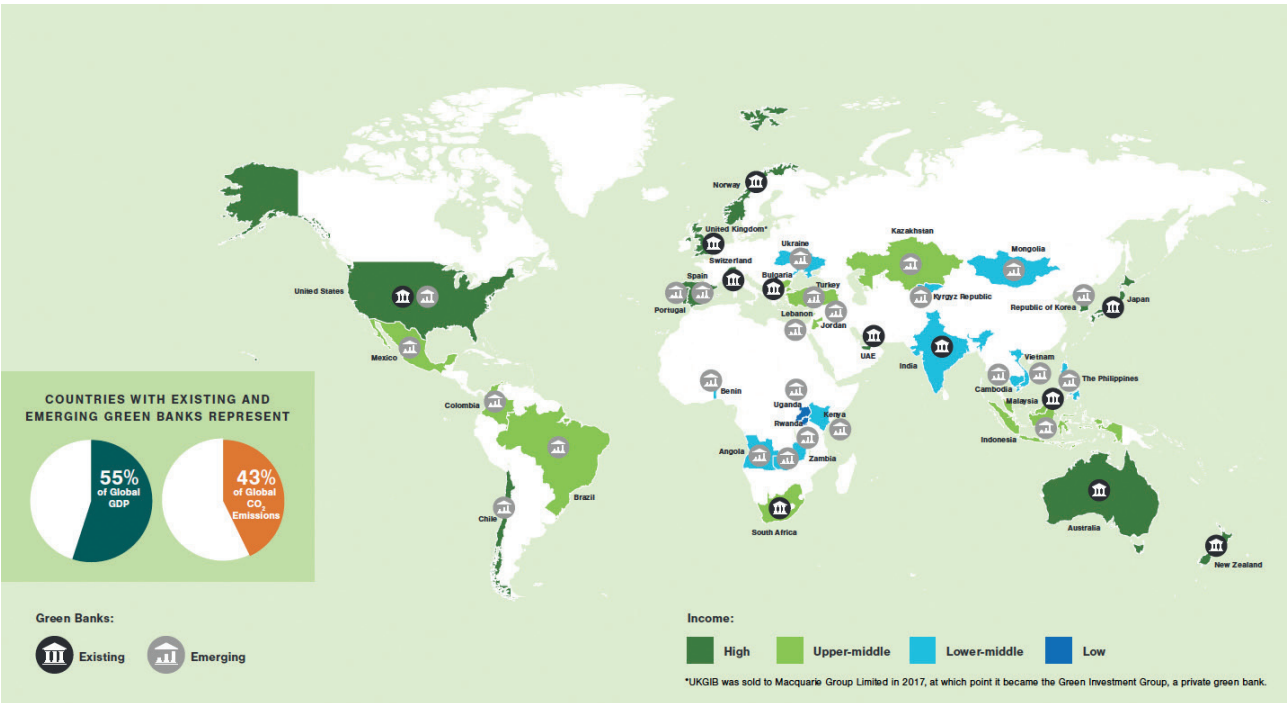 Norway
United Kingdom*
Ukraine
Kazakhstan
Mongolia
Switzerland
Spain
Bulgaria
Turkey
United States
Kyrgyz Republic
Japan
Republic of Korea
Portugal
Lebanon
Jordan
Mexico
UAE
India
Vietnam
The Philippines
Cambodia
Benin
Malaysia
Colombia
Uganda
Kenya
Rwanda
Indonesia
Angola
Zambia
Brazil
Chile
South Africa
Australia
New Zealand
COUNTRIES WITH EXISTING AND
EMERGING GREEN BANKS REPRESENT
55%
of Global
GDP
43%
of Global
CO2
Emissions
Green Banks:
Existing
Emerging
Income:
High
Upper-middle
Lower-middle
Low
*UKGIB was sold to Macquarie Group Limited in 2017, at which point it became the Green Investment Group, a private green bank.